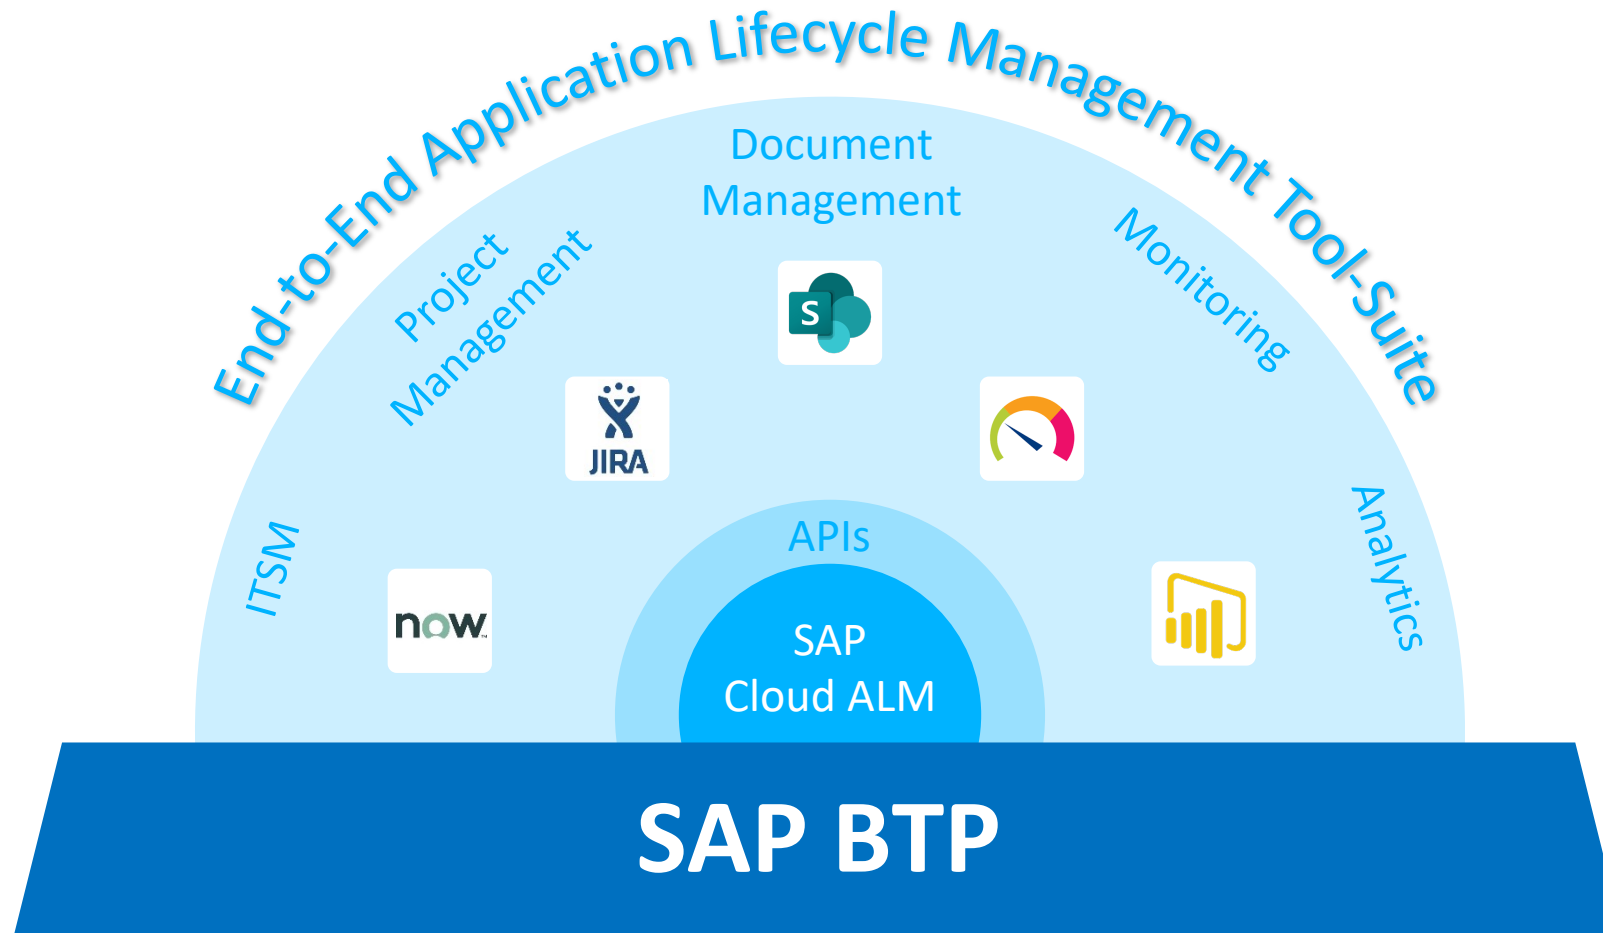 End-to-End Application Lifecycle Management Tool-Suite
Document
Management
Project
Management
Monitoring
S
JIRA
ITSM
Analytics
now
APIs
SAP
Cloud ALM
SAP BTP